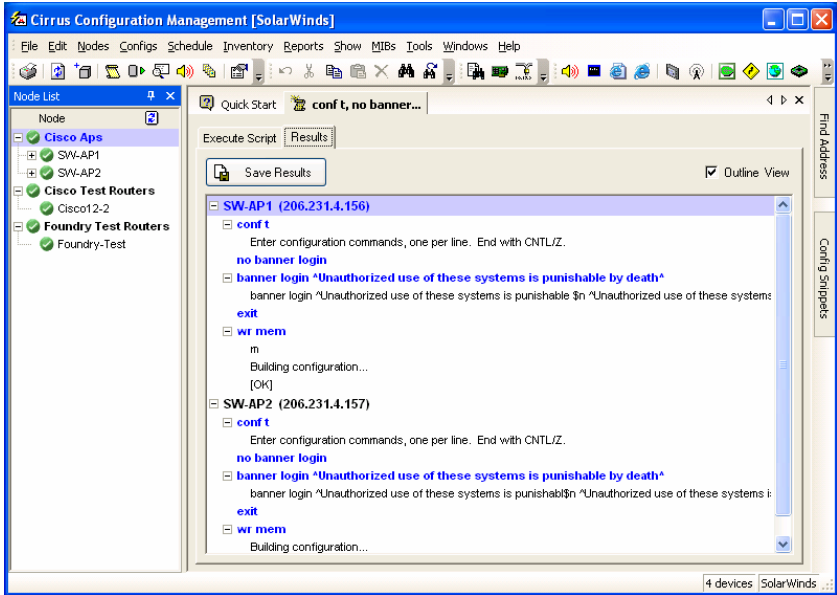 Cirrus Configuration Management [SolarWinds]
File Edit Nodes Configs Schedule Inventory Reports Show MIBs Tools Windows Help
Node List
Node
Cisco Aps
SW-AP1
SW-AP2
Cisco Test Routers
Cisco12-2
Foundry Test Routers
Foundry-Test
Quick Start conf t, no banner...
Execute Script Results
Save Results Outline View
SW-AP1 (206.231.4.156)
conf t
Enter configuration commands, one per line. End with CNTL/Z.
no banner login
banner login ^Unauthorized use of these systems is punishable by death^
banner login ^Unauthorized use of these systems is punishable $n ^Unauthorized use of these systems
exit
wr mem
m
Building configuration...
[OK]
SW-AP2 (206.231.4.157)
conf t
Enter configuration commands, one per line. End with CNTL/Z.
no banner login
banner login ^Unauthorized use of these systems is punishable by death^
banner login ^Unauthorized use of these systems is punishabl$n ^Unauthorized use of these systems i
exit
wr mem
Building configuration...
Find Address
Config Snippets
4 devices SolarWinds